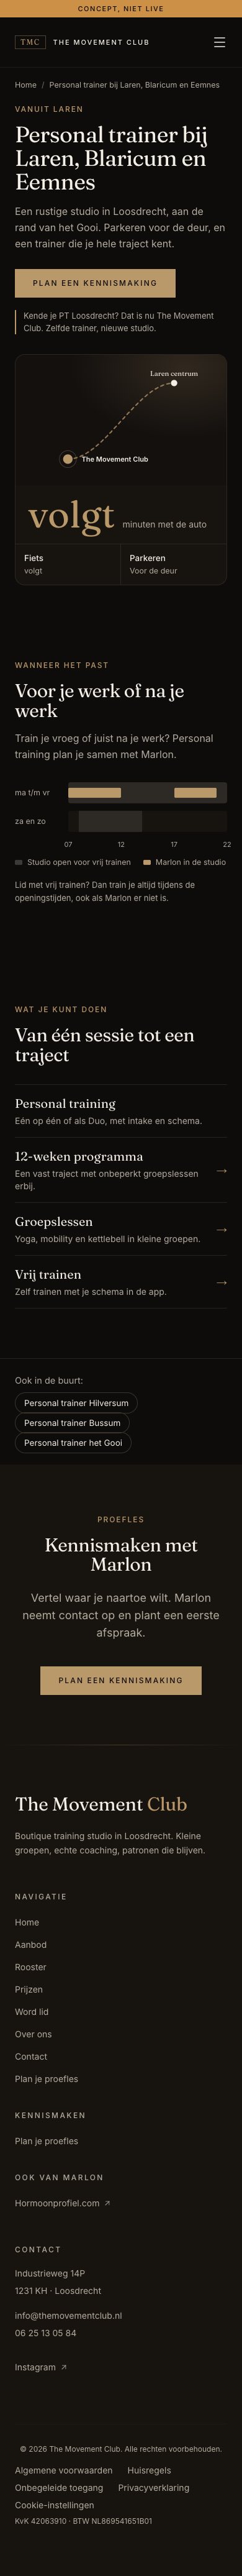 CONCEPT, NIET LIVE
TMC THE MOVEMENT CLUB
Home / Personal trainer bij Laren, Blaricum en Eemnes
VANUIT LAREN
Personal trainer bij
Laren, Blaricum en
Eemnes
Een rustige studio in Loosdrecht, aan de
rand van het Gooi. Parkeren voor de deur, en
een trainer die je hele traject kent.
PLAN EEN KENNISMAKING
Kende je PT Loosdrecht? Dat is nu The Movement
Club. Zelfde trainer, nieuwe studio.
Laren centrum
The Movement Club
volgt minuten met de auto
Fiets
volgt
Parkeren
Voor de deur
WANNEER HET PAST
Voor je werk of na je
werk
Train je vroeg of juist na je werk? Personal
training plan je samen met Marlon.
ma t/m vr
za en zo
07 12 17 22
Studio open voor vrij trainen Marlon in de studio
Lid met vrij trainen? Dan train je altijd tijdens de
openingstijden, ook als Marlon er niet is.
WAT JE KUNT DOEN
Van één sessie tot een
traject
Personal training
Eén op één of als Duo, met intake en schema.
12-weken programma
Een vast traject met onbeperkt groepslessen
erbij.
→
Groepslessen
Yoga, mobility en kettlebell in kleine groepen.
→
Vrij trainen
Zelf trainen met je schema in de app.
→
Ook in de buurt:
Personal trainer Hilversum
Personal trainer Bussum
Personal trainer het Gooi
PROEFLES
Kennismaken met
Marlon
Vertel waar je naartoe wilt. Marlon
neemt contact op en plant een eerste
afspraak.
PLAN EEN KENNISMAKING
The Movement Club
Boutique training studio in Loosdrecht. Kleine
groepen, echte coaching, patronen die blijven.
NAVIGATIE
Home
Aanbod
Rooster
Prijzen
Word lid
Over ons
Contact
Plan je proefles
KENNISMAKEN
Plan je proefles
OOK VAN MARLON
Hormoonprofiel.com ↗
CONTACT
Industrieweg 14P
1231 KH · Loosdrecht
info@themovementclub.nl
06 25 13 05 84
Instagram ↗
© 2026 The Movement Club. Alle rechten voorbehouden.
Algemene voorwaarden Huisregels
Onbegeleide toegang Privacyverklaring
Cookie-instellingen
KvK 42063910 · BTW NL869541651B01